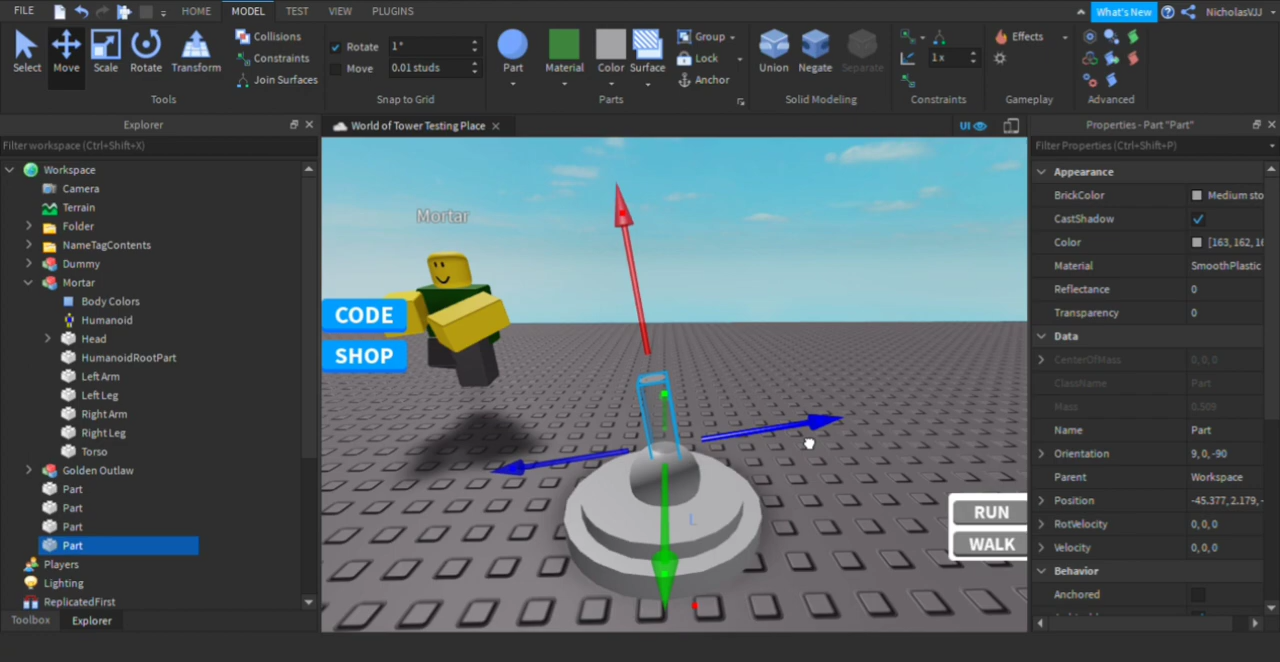 FILE HOME MODEL TEST VIEW PLUGINS What's New NicholasVJJ
Select Move Scale Rotate Transform
Collisions
Constraints
Join Surfaces
Tools
Rotate 1°
Move 0.01 studs
Snap to Grid
Part Material Color Surface
Group
Lock
Anchor
Parts
Union Negate Separate
Solid Modeling
1 x
Constraints
Effects
Gameplay
Advanced
Explorer
Filter workspace (Ctrl+Shift+X)
Workspace
Camera
Terrain
Folder
NameTagContents
Dummy
Mortar
Body Colors
Humanoid
Head
HumanoidRootPart
Left Arm
Left Leg
Right Arm
Right Leg
Torso
Golden Outlaw
Part
Part
Part
Part
Players
Lighting
ReplicatedFirst
Toolbox Explorer
World of Tower Testing Place
UI
Mortar
CODE
SHOP
L
RUN
WALK
Properties - Part "Part"
Filter Properties (Ctrl+Shift+P)
Appearance
BrickColor Medium sto
CastShadow
Color [163, 162, 16
Material SmoothPlastic
Reflectance 0
Transparency 0
Data
CenterOfMass 0, 0, 0
ClassName Part
Mass 0.509
Name Part
Orientation 9, 0, -90
Parent Workspace
Position -45.377, 2.179, -
RotVelocity 0, 0, 0
Velocity 0, 0, 0
Behavior
Anchored